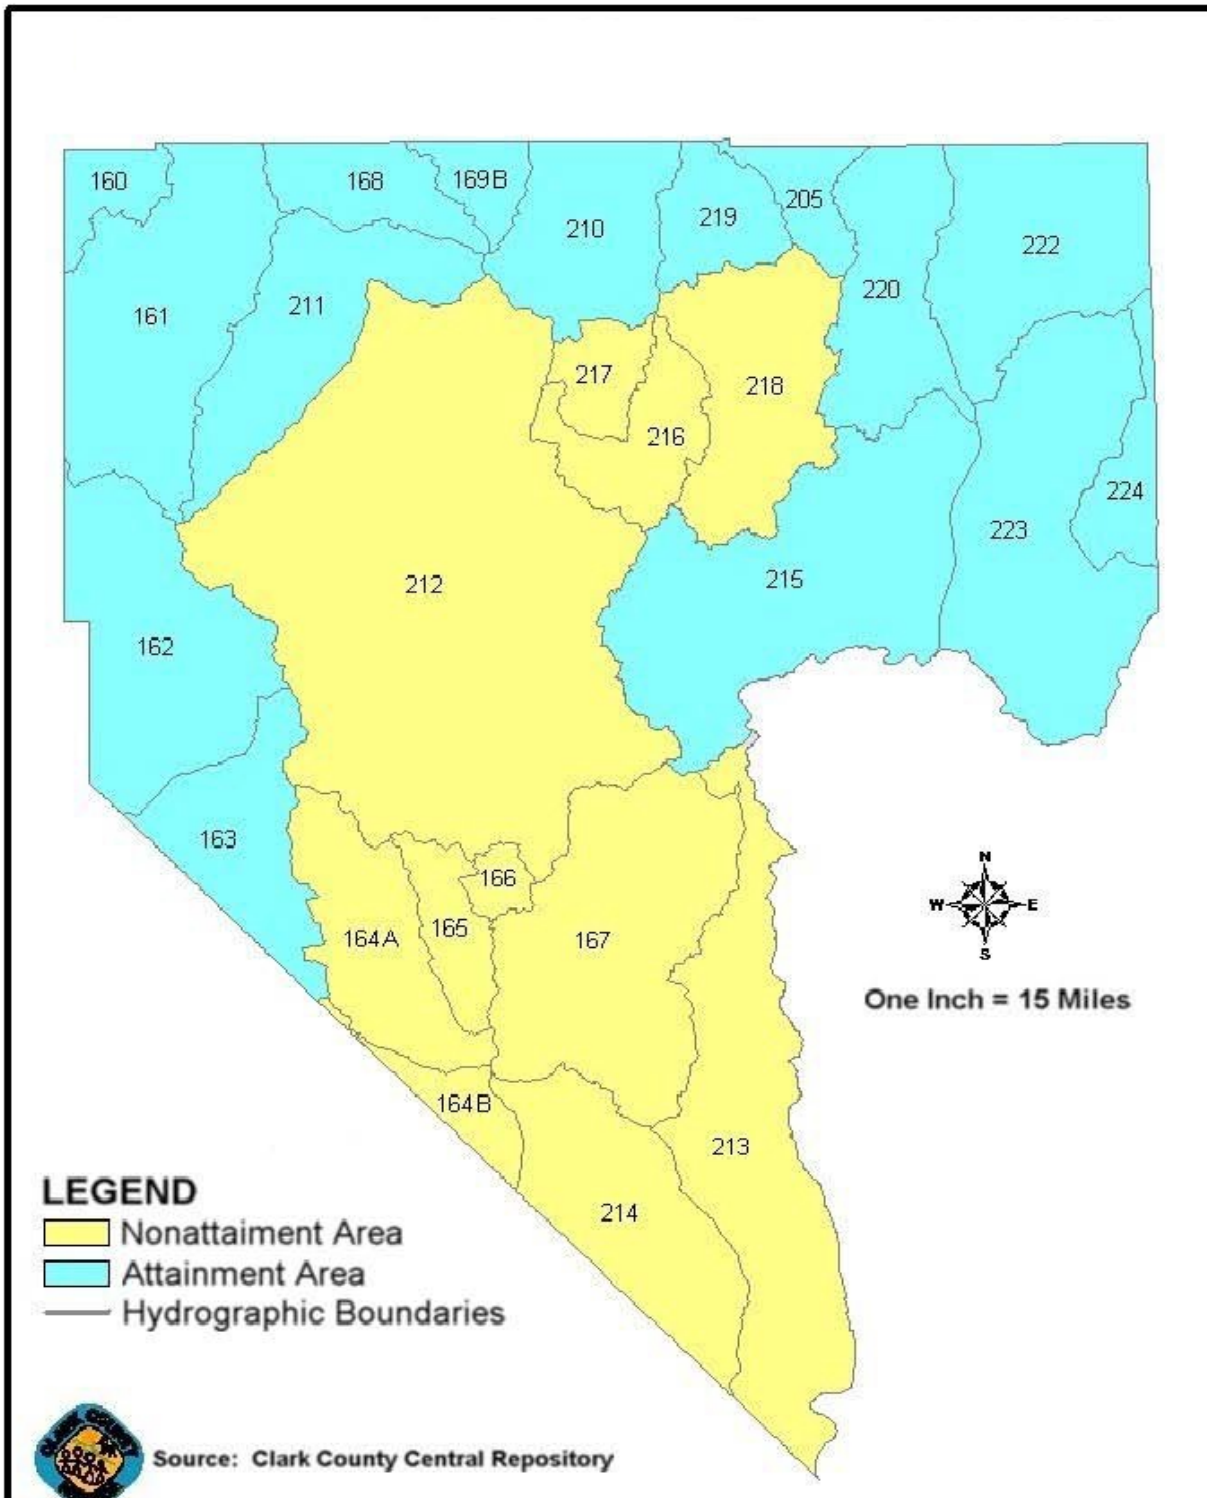 160
168
169B
205
219
210
222
220
211
161
217
218
216
224
223
215
212
162
163
166
165
164A
167
N
W E
S
One Inch = 15 Miles
164B
213
214
LEGEND
Nonattaiment Area
Attainment Area
Hydrographic Boundaries
CLARK COUNTY
Source: Clark County Central Repository